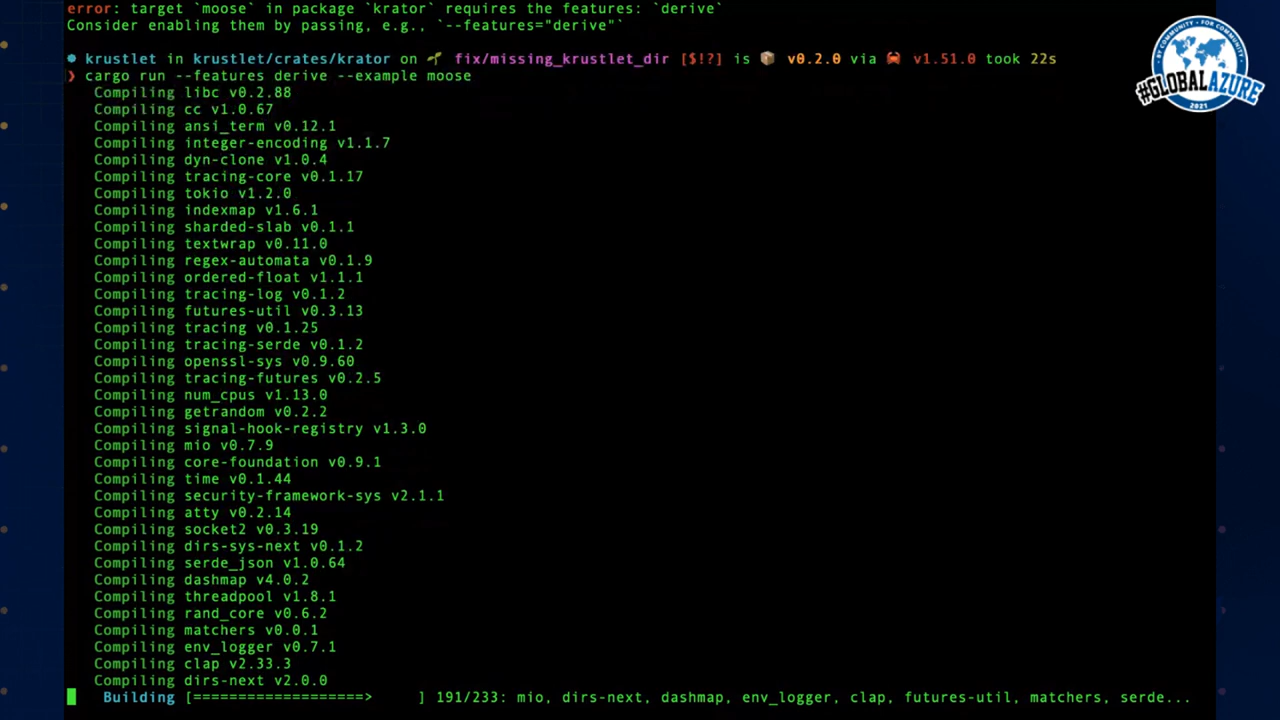 error: target `moose` in package `krator` requires the features: `derive`
Consider enabling them by passing, e.g., `--features="derive"`
krustlet in krustlet/crates/krator on fix/missing_krustlet_dir [$!?] is v0.2.0 via v1.51.0 took 22s
❯ cargo run --features derive --example moose
Compiling libc v0.2.88
Compiling cc v1.0.67
Compiling ansi_term v0.12.1
Compiling integer-encoding v1.1.7
Compiling dyn-clone v1.0.4
Compiling tracing-core v0.1.17
Compiling tokio v1.2.0
Compiling indexmap v1.6.1
Compiling sharded-slab v0.1.1
Compiling textwrap v0.11.0
Compiling regex-automata v0.1.9
Compiling ordered-float v1.1.1
Compiling tracing-log v0.1.2
Compiling futures-util v0.3.13
Compiling tracing v0.1.25
Compiling tracing-serde v0.1.2
Compiling openssl-sys v0.9.60
Compiling tracing-futures v0.2.5
Compiling num_cpus v1.13.0
Compiling getrandom v0.2.2
Compiling signal-hook-registry v1.3.0
Compiling mio v0.7.9
Compiling core-foundation v0.9.1
Compiling time v0.1.44
Compiling security-framework-sys v2.1.1
Compiling atty v0.2.14
Compiling socket2 v0.3.19
Compiling dirs-sys-next v0.1.2
Compiling serde_json v1.0.64
Compiling dashmap v4.0.2
Compiling threadpool v1.8.1
Compiling rand_core v0.6.2
Compiling matchers v0.0.1
Compiling env_logger v0.7.1
Compiling clap v2.33.3
Compiling dirs-next v2.0.0
Building [===================>     ] 191/233: mio, dirs-next, dashmap, env_logger, clap, futures-util, matchers, serde...
BY COMMUNITY • FOR COMMUNITY
#GLOBALAZURE
2021